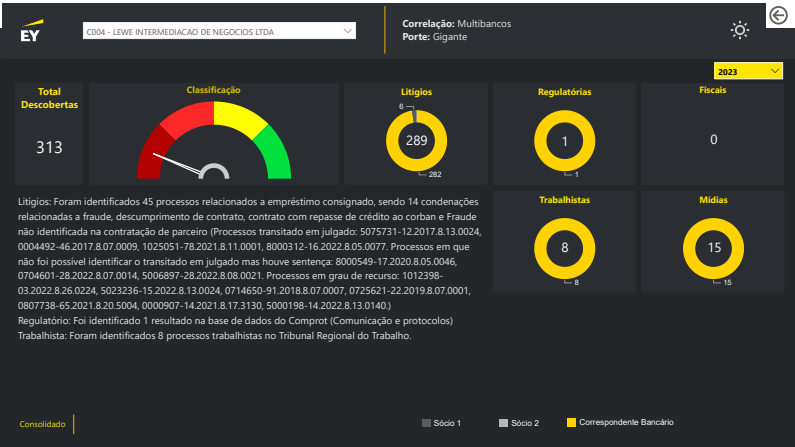 EY
C004 - LEWE INTERMEDIACAO DE NEGOCIOS LTDA
Correlação: Multibancos
Porte: Gigante
2023
Total
Descobertas
313
Classificação
Litígios
6
289
282
Regulatórias
1
1
Fiscais
0
Litígios: Foram identificados 45 processos relacionados a empréstimo consignado, sendo 14 condenações
relacionadas a fraude, descumprimento de contrato, contrato com repasse de crédito ao corban e Fraude
não identificada na contratação de parceiro (Processos transitado em julgado: 5075731-12.2017.8.13.0024,
0004492-46.2017.8.07.0009, 1025051-78.2021.8.11.0001, 8000312-16.2022.8.05.0077. Processos em que
não foi possível identificar o transitado em julgado mas houve sentença: 8000549-17.2020.8.05.0046,
0704601-28.2022.8.07.0014, 5006897-28.2022.8.08.0021. Processos em grau de recurso: 1012398-
03.2022.8.26.0224, 5023236-15.2022.8.13.0024, 0714650-91.2018.8.07.0007, 0725621-22.2019.8.07.0001,
0807738-65.2021.8.20.5004, 0000907-14.2021.8.17.3130, 5000198-14.2022.8.13.0140.)
Regulatório: Foi identificado 1 resultado na base de dados do Comprot (Comunicação e protocolos)
Trabalhista: Foram identificados 8 processos trabalhistas no Tribunal Regional do Trabalho.
Trabalhistas
8
8
Mídias
15
15
Consolidado
Sócio 1
Sócio 2
Correspondente Bancário